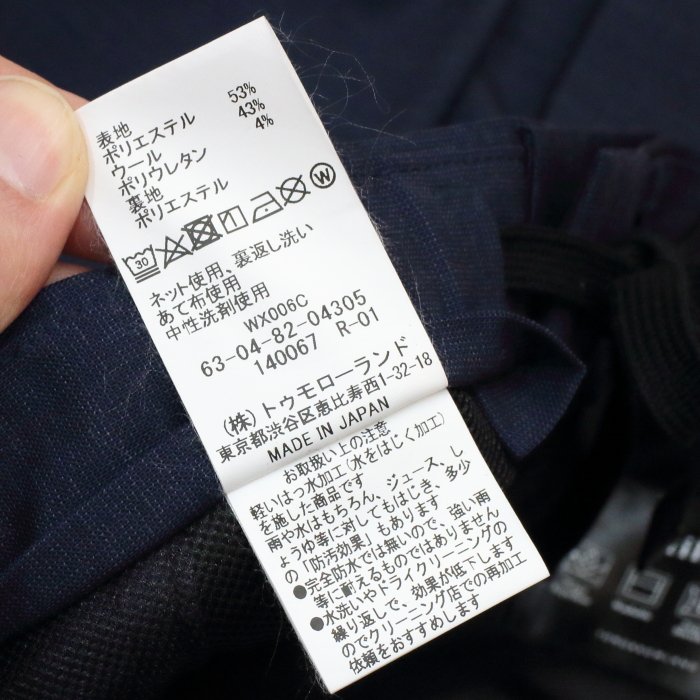 表地
ポリエステル 53%
ウール 43%
ポリウレタン 4%
裏地
ポリエステル
30 W
ネット使用、裏返し洗い
あて布使用
中性洗剤使用
WX006C
63-04-82-04305
140067 R-01
(株)トゥモローランド
東京都渋谷区恵比寿西1-32-18
MADE IN JAPAN
お取扱い上の注意
軽いはっ水加工(水をはじく加工)
を施した商品です
雨や水はもちろん、ジュース、し
ょうゆ等に対してもはじき、多少
の「防汚効果」もあります
●完全防水では無いので、強い雨
等に耐えるものではありません
●水洗いやドライクリーニングの
繰り返しで、効果が低下します
のでクリーニング店での再加工
依頼をおすすめします